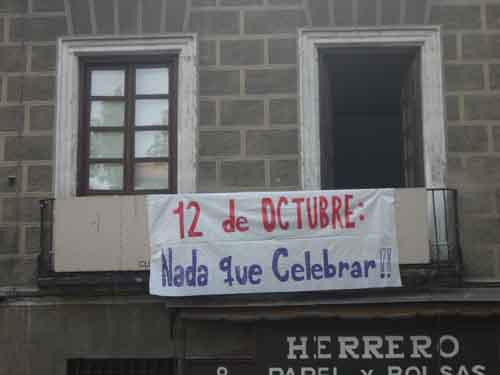 12 de OCTUBRE:
Nada que Celebrar!!
HERRERO
PAPEL Y BOLSAS